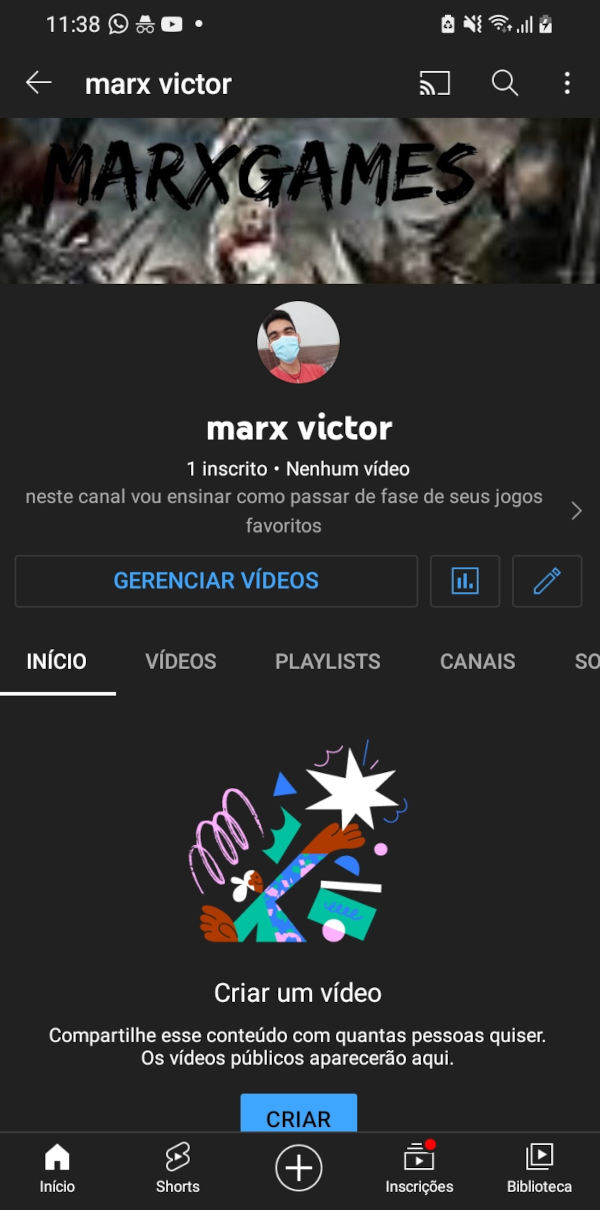 11:38
marx victor
MARXGAMES
marx victor
1 inscrito • Nenhum vídeo
neste canal vou ensinar como passar de fase de seus jogos
favoritos
GERENCIAR VÍDEOS
INÍCIO VÍDEOS PLAYLISTS CANAIS SO
Criar um vídeo
Compartilhe esse conteúdo com quantas pessoas quiser.
Os vídeos públicos aparecerão aqui.
CRIAR
Início Shorts Inscrições Biblioteca